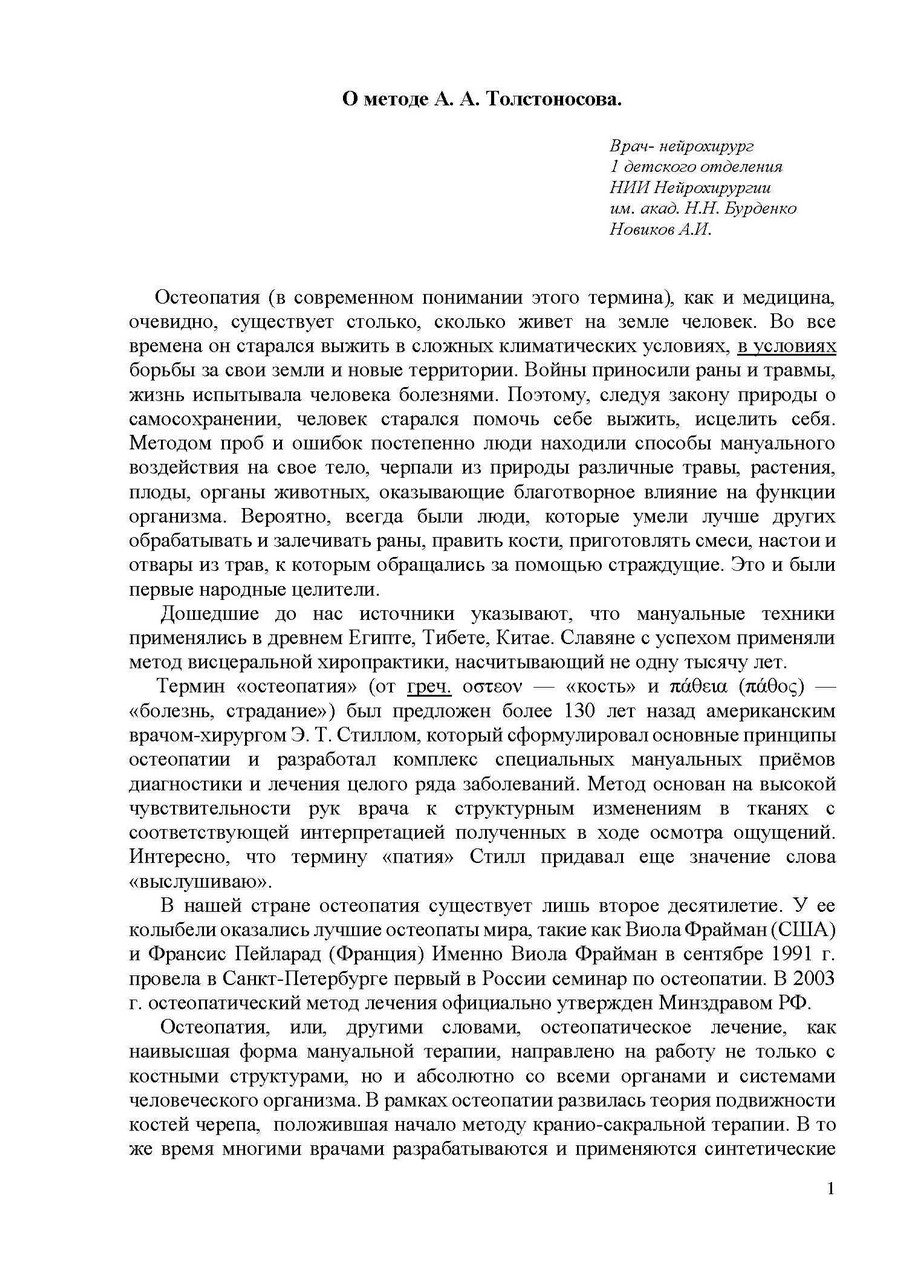 О методе А. А. Толстоносова.
Врач- нейрохирург
1 детского отделения
НИИ Нейрохирургии
им. акад. Н.Н. Бурденко
Новиков А.И.
Остеопатия (в современном понимании этого термина), как и медицина,
очевидно, существует столько, сколько живет на земле человек. Во все
времена он старался выжить в сложных климатических условиях, в условиях
борьбы за свои земли и новые территории. Войны приносили раны и травмы,
жизнь испытывала человека болезнями. Поэтому, следуя закону природы о
самосохранении, человек старался помочь себе выжить, исцелить себя.
Методом проб и ошибок постепенно люди находили способы мануального
воздействия на свое тело, черпали из природы различные травы, растения,
плоды, органы животных, оказывающие благотворное влияние на функции
организма. Вероятно, всегда были люди, которые умели лучше других
обрабатывать и залечивать раны, править кости, приготовлять смеси, настои и
отвары из трав, к которым обращались за помощью страждущие. Это и были
первые народные целители.
Дошедшие до нас источники указывают, что мануальные техники
применялись в древнем Египте, Тибете, Китае. Славяне с успехом применяли
метод висцеральной хиропрактики, насчитывающий не одну тысячу лет.
Термин «остеопатия» (от греч. οστεον — «кость» и πάθεια (πάθος) —
«болезнь, страдание») был предложен более 130 лет назад американским
врачом-хирургом Э. Т. Стиллом, который сформулировал основные принципы
остеопатии и разработал комплекс специальных мануальных приёмов
диагностики и лечения целого ряда заболеваний. Метод основан на высокой
чувствительности рук врача к структурным изменениям в тканях с
соответствующей интерпретацией полученных в ходе осмотра ощущений.
Интересно, что термину «патия» Стилл придавал еще значение слова
«выслушиваю».
В нашей стране остеопатия существует лишь второе десятилетие. У ее
колыбели оказались лучшие остеопаты мира, такие как Виола Фрайман (США)
и Франсис Пейларад (Франция) Именно Виола Фрайман в сентябре 1991 г.
провела в Санкт-Петербурге первый в России семинар по остеопатии. В 2003
г. остеопатический метод лечения официально утвержден Минздравом РФ.
Остеопатия, или, другими словами, остеопатическое лечение, как
наивысшая форма мануальной терапии, направлено на работу не только с
костными структурами, но и абсолютно со всеми органами и системами
человеческого организма. В рамках остеопатии развилась теория подвижности
костей черепа, положившая начало методу кранио-сакральной терапии. В то
же время многими врачами разрабатываются и применяются синтетические
1